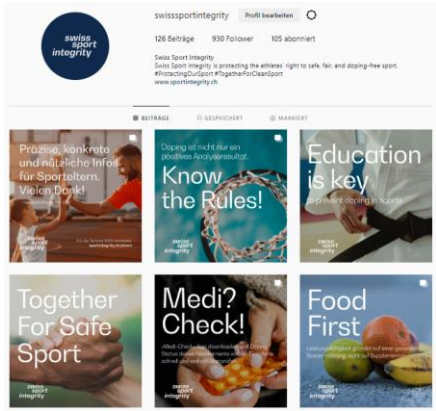 swisssportintegrity Profil bearbeiten
126 Beiträge 930 Follower 105 abonniert
swiss
sport
integrity
Swiss Sport Integrity
Swiss Sport Integrity is protecting the athletes' right to safe, fair, and doping-free sport.
#ProtectingOurSport #TogetherForCleanSport
www.sportintegrity.ch
BEITRÄGE GESPEICHERT MARKIERT
Präzise, konkrete
und nützliche Infos
für Sporteltern.
Vielen Dank!
swiss
sport
integrity
Doping ist nicht nur ein
positives Analyseresultat.
Know
the Rules!
swiss
sport
integrity
Education
is key
to prevent doping in sports
swiss
sport
integrity
Together
For Safe
Sport
swiss
sport
integrity
Medi?
Check!
swiss
sport
integrity
Food
First
swiss
sport
integrity